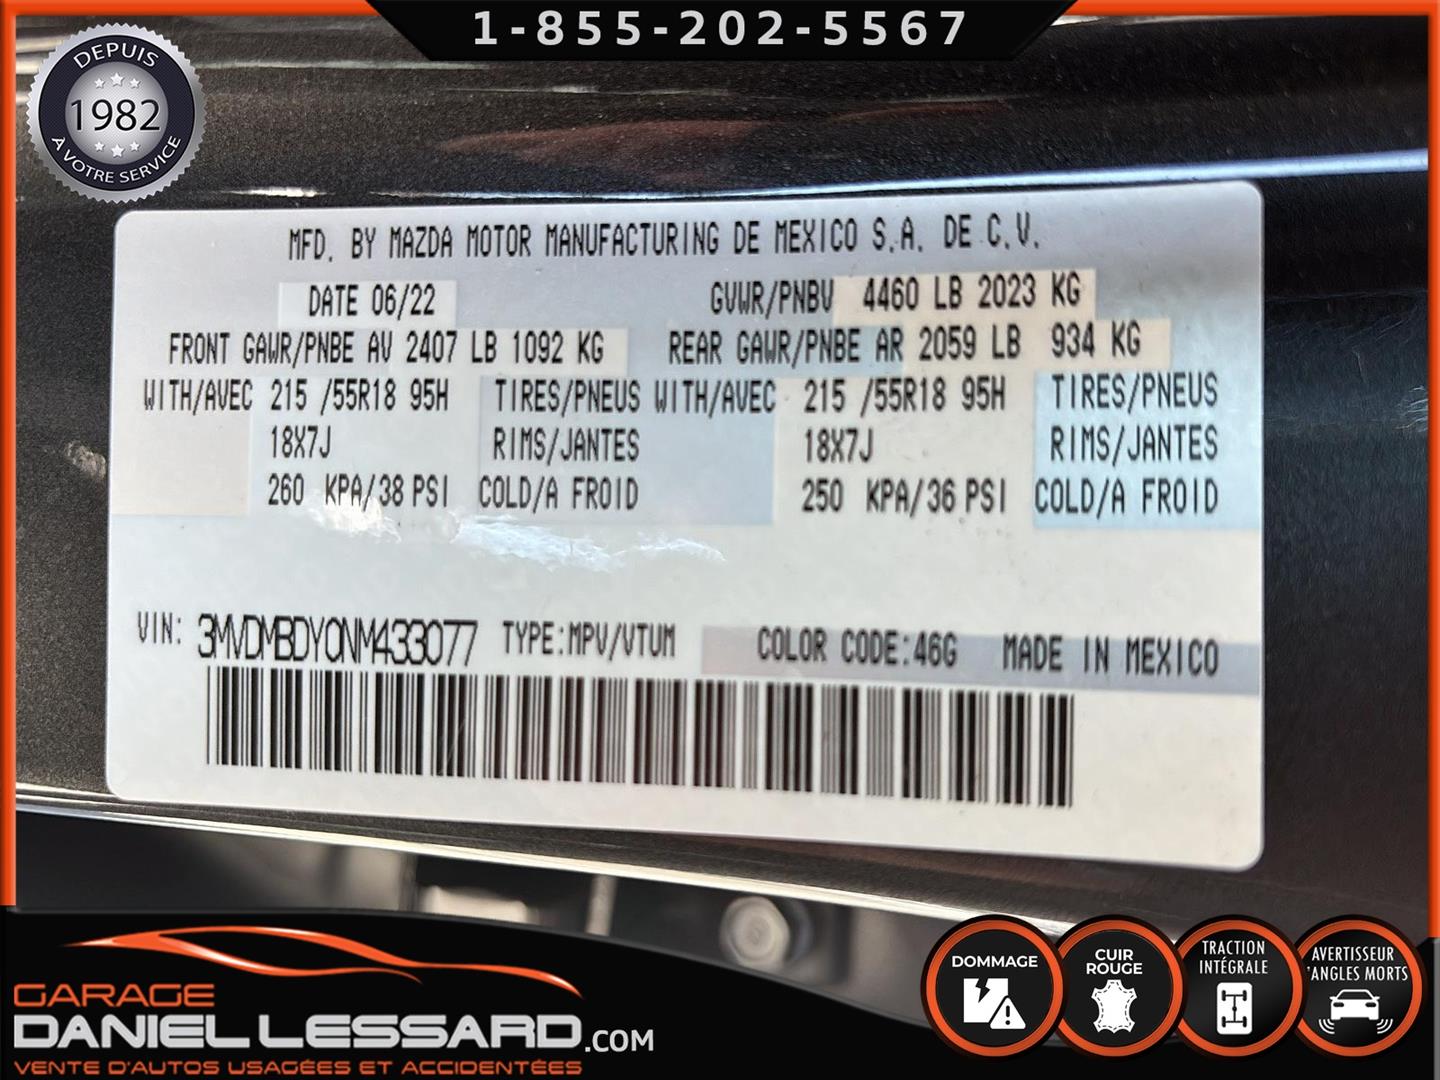 1-855-202-5567
DEPUIS
1982
À VOTRE SERVICE
MFD. BY MAZDA MOTOR MANUFACTURING DE MEXICO S.A. DE C.V.
DATE 06/22 GVWR/PNBV 4460 LB 2023 KG
FRONT GAWR/PNBE AV 2407 LB 1092 KG REAR GAWR/PNBE AR 2059 LB 934 KG
WITH/AVEC 215 /55R18 95H TIRES/PNEUS WITH/AVEC 215 /55R18 95H TIRES/PNEUS
18X7J RIMS/JANTES 18X7J RIMS/JANTES
260 KPA/38 PSI COLD/A FROID 250 KPA/36 PSI COLD/A FROID
VIN: 3MVDMBDY0NM433077 TYPE:MPV/VTUM COLOR CODE:46G MADE IN MEXICO
GARAGE
DANIEL LESSARD.COM
VENTE D'AUTOS USAGÉES ET ACCIDENTÉES
DOMMAGE
CUIR
ROUGE
TRACTION
INTÉGRALE
AVERTISSEUR
'ANGLES MORTS